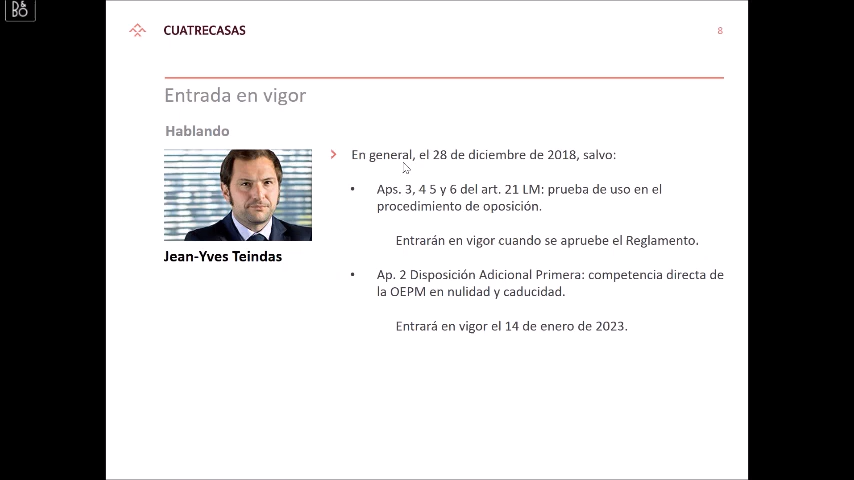 B&O
CUATRECASAS
8
Entrada en vigor
Hablando
Jean-Yves Teindas
En general, el 28 de diciembre de 2018, salvo:
• Aps. 3, 4 5 y 6 del art. 21 LM: prueba de uso en el
procedimiento de oposición.
Entrarán en vigor cuando se apruebe el Reglamento.
• Ap. 2 Disposición Adicional Primera: competencia directa de
la OEPM en nulidad y caducidad.
Entrará en vigor el 14 de enero de 2023.